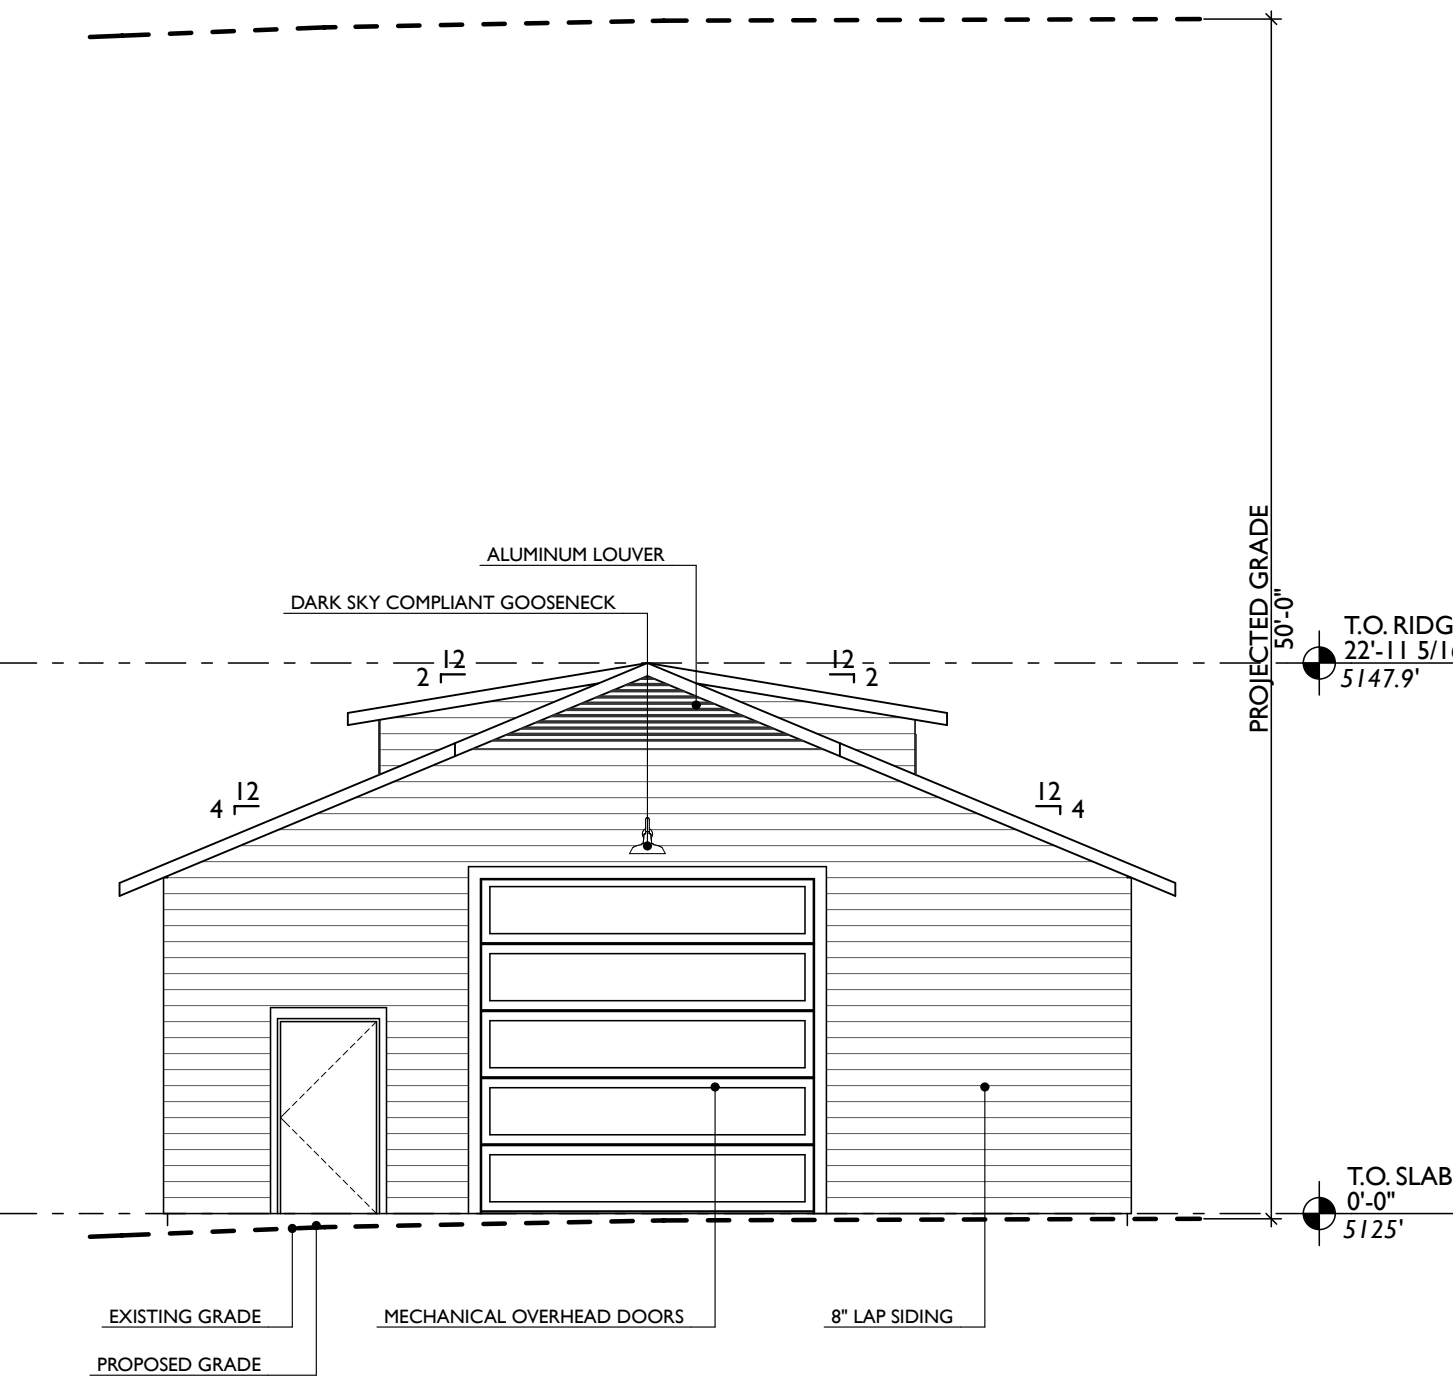 ALUMINUM LOUVER
DARK SKY COMPLIANT GOOSENECK
PROJECTED GRADE
50'-0"
T.O. RIDG
22'-11 5/16
5147.9'
12
2
12
2
12
4
12
4
T.O. SLAB
0'-0"
5125'
EXISTING GRADE
MECHANICAL OVERHEAD DOORS
8" LAP SIDING
PROPOSED GRADE